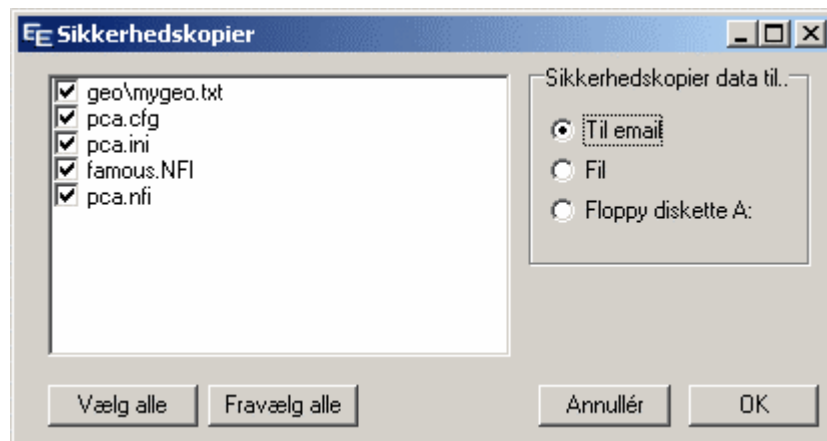 EE Sikkerhedskopier
geo\mygeo.txt
pca.cfg
pca.ini
famous.NFI
pca.nfi
Sikkerhedskopier data til..
Til email
Fil
Floppy diskette A:
Vælg alle
Fravælg alle
Annullér
OK